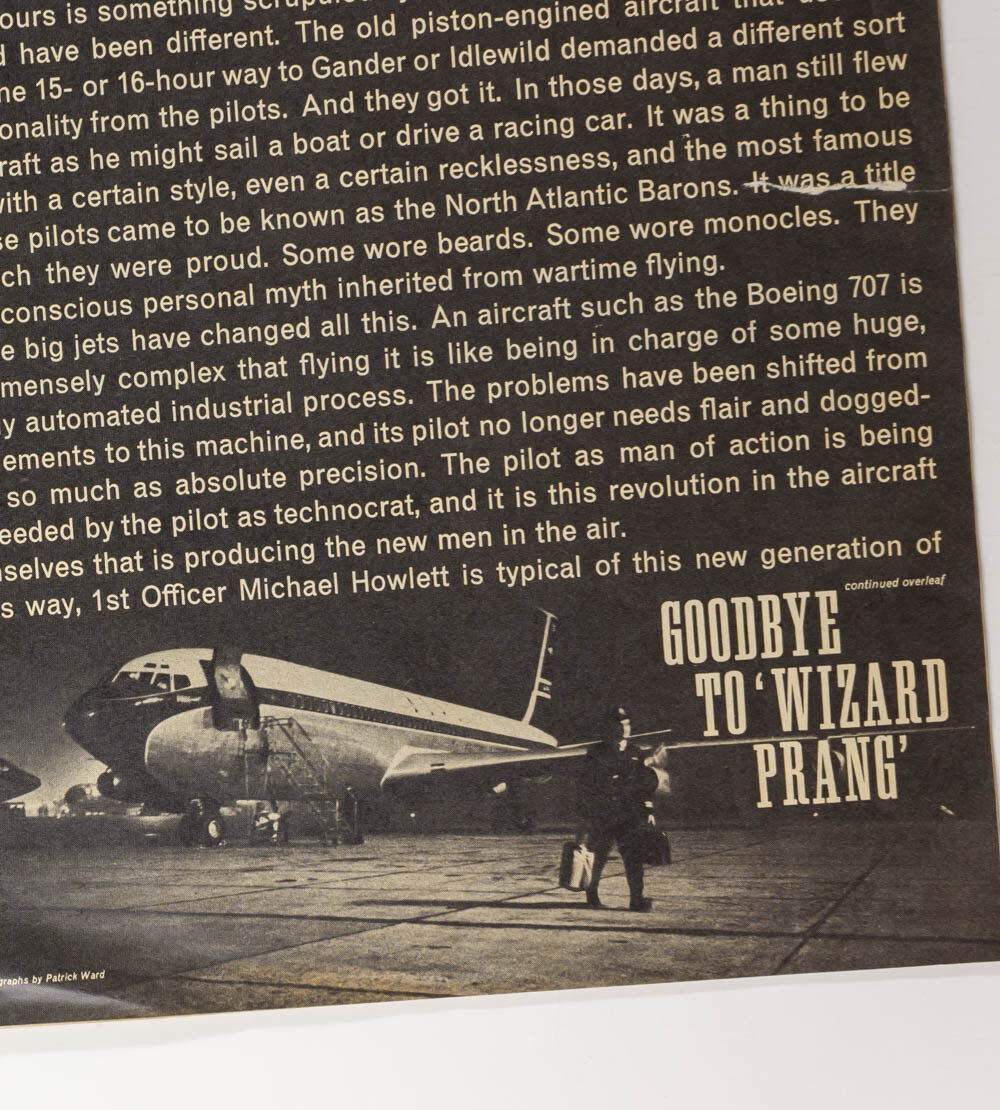 ours is something
have been different. The old piston-engined aircraft that
15- or 16-hour way to Gander or Idlewild demanded a different sort
onality from the pilots. And they got it. In those days, a man still flew
raft as he might sail a boat or drive a racing car. It was a thing to be
with a certain style, even a certain recklessness, and the most famous
se pilots came to be known as the North Atlantic Barons. It was a title
ch they were proud. Some wore beards. Some wore monocles. They
conscious personal myth inherited from wartime flying.
e big jets have changed all this. An aircraft such as the Boeing 707 is
mensely complex that flying it is like being in charge of some huge,
y automated industrial process. The problems have been shifted from
ements to this machine, and its pilot no longer needs flair and dogged-
so much as absolute precision. The pilot as man of action is being
eeded by the pilot as technocrat, and it is this revolution in the aircraft
selves that is producing the new men in the air.
s way, 1st Officer Michael Howlett is typical of this new generation of
continued overleaf
GOODBYE
TO 'WIZARD
PRANG'
graphs by Patrick Ward